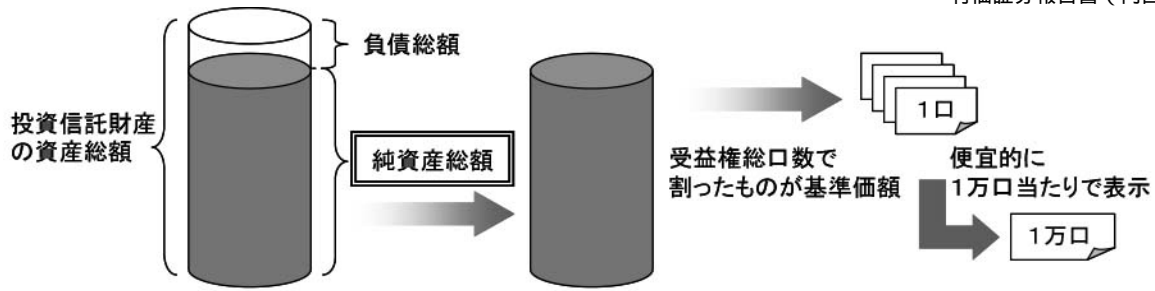 負債総額
投資信託財産
の資産総額
純資産総額
受益権総口数で
割ったものが基準価額
1口
便宜的に
1万口当たりで表示
1万口